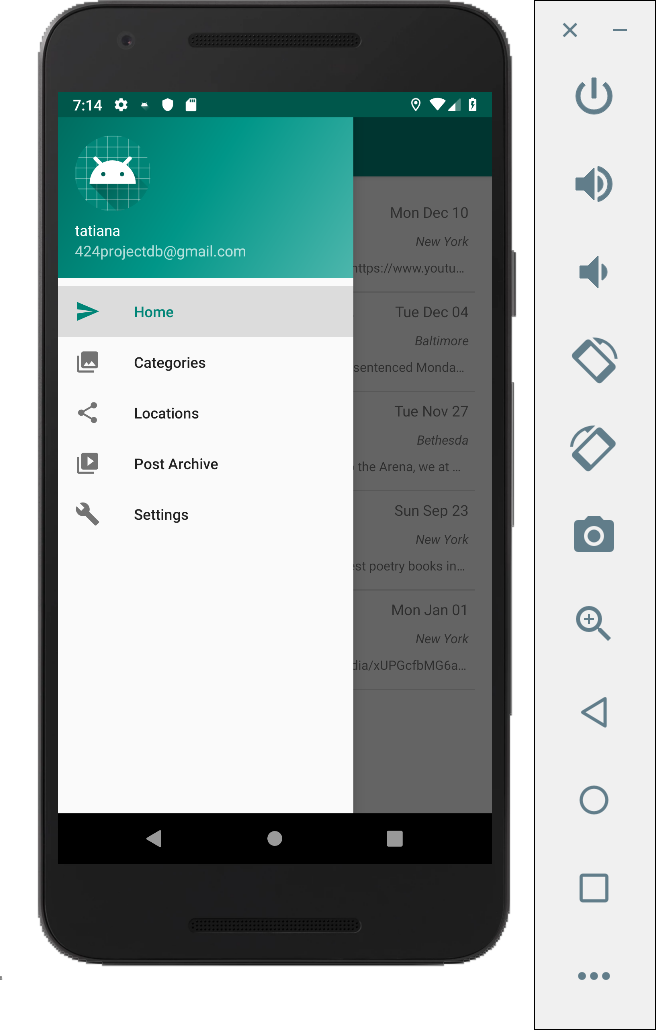 7:14
tatiana
424projectdb@gmail.com
Home
Categories
Locations
Post Archive
Settings
Mon Dec 10
New York
https://www.youtu...
Tue Dec 04
Baltimore
sentenced Monda...
Tue Nov 27
Bethesda
the Arena, we at ...
Sun Sep 23
New York
est poetry books in...
Mon Jan 01
New York
dia/xUPGcfbMG6a...